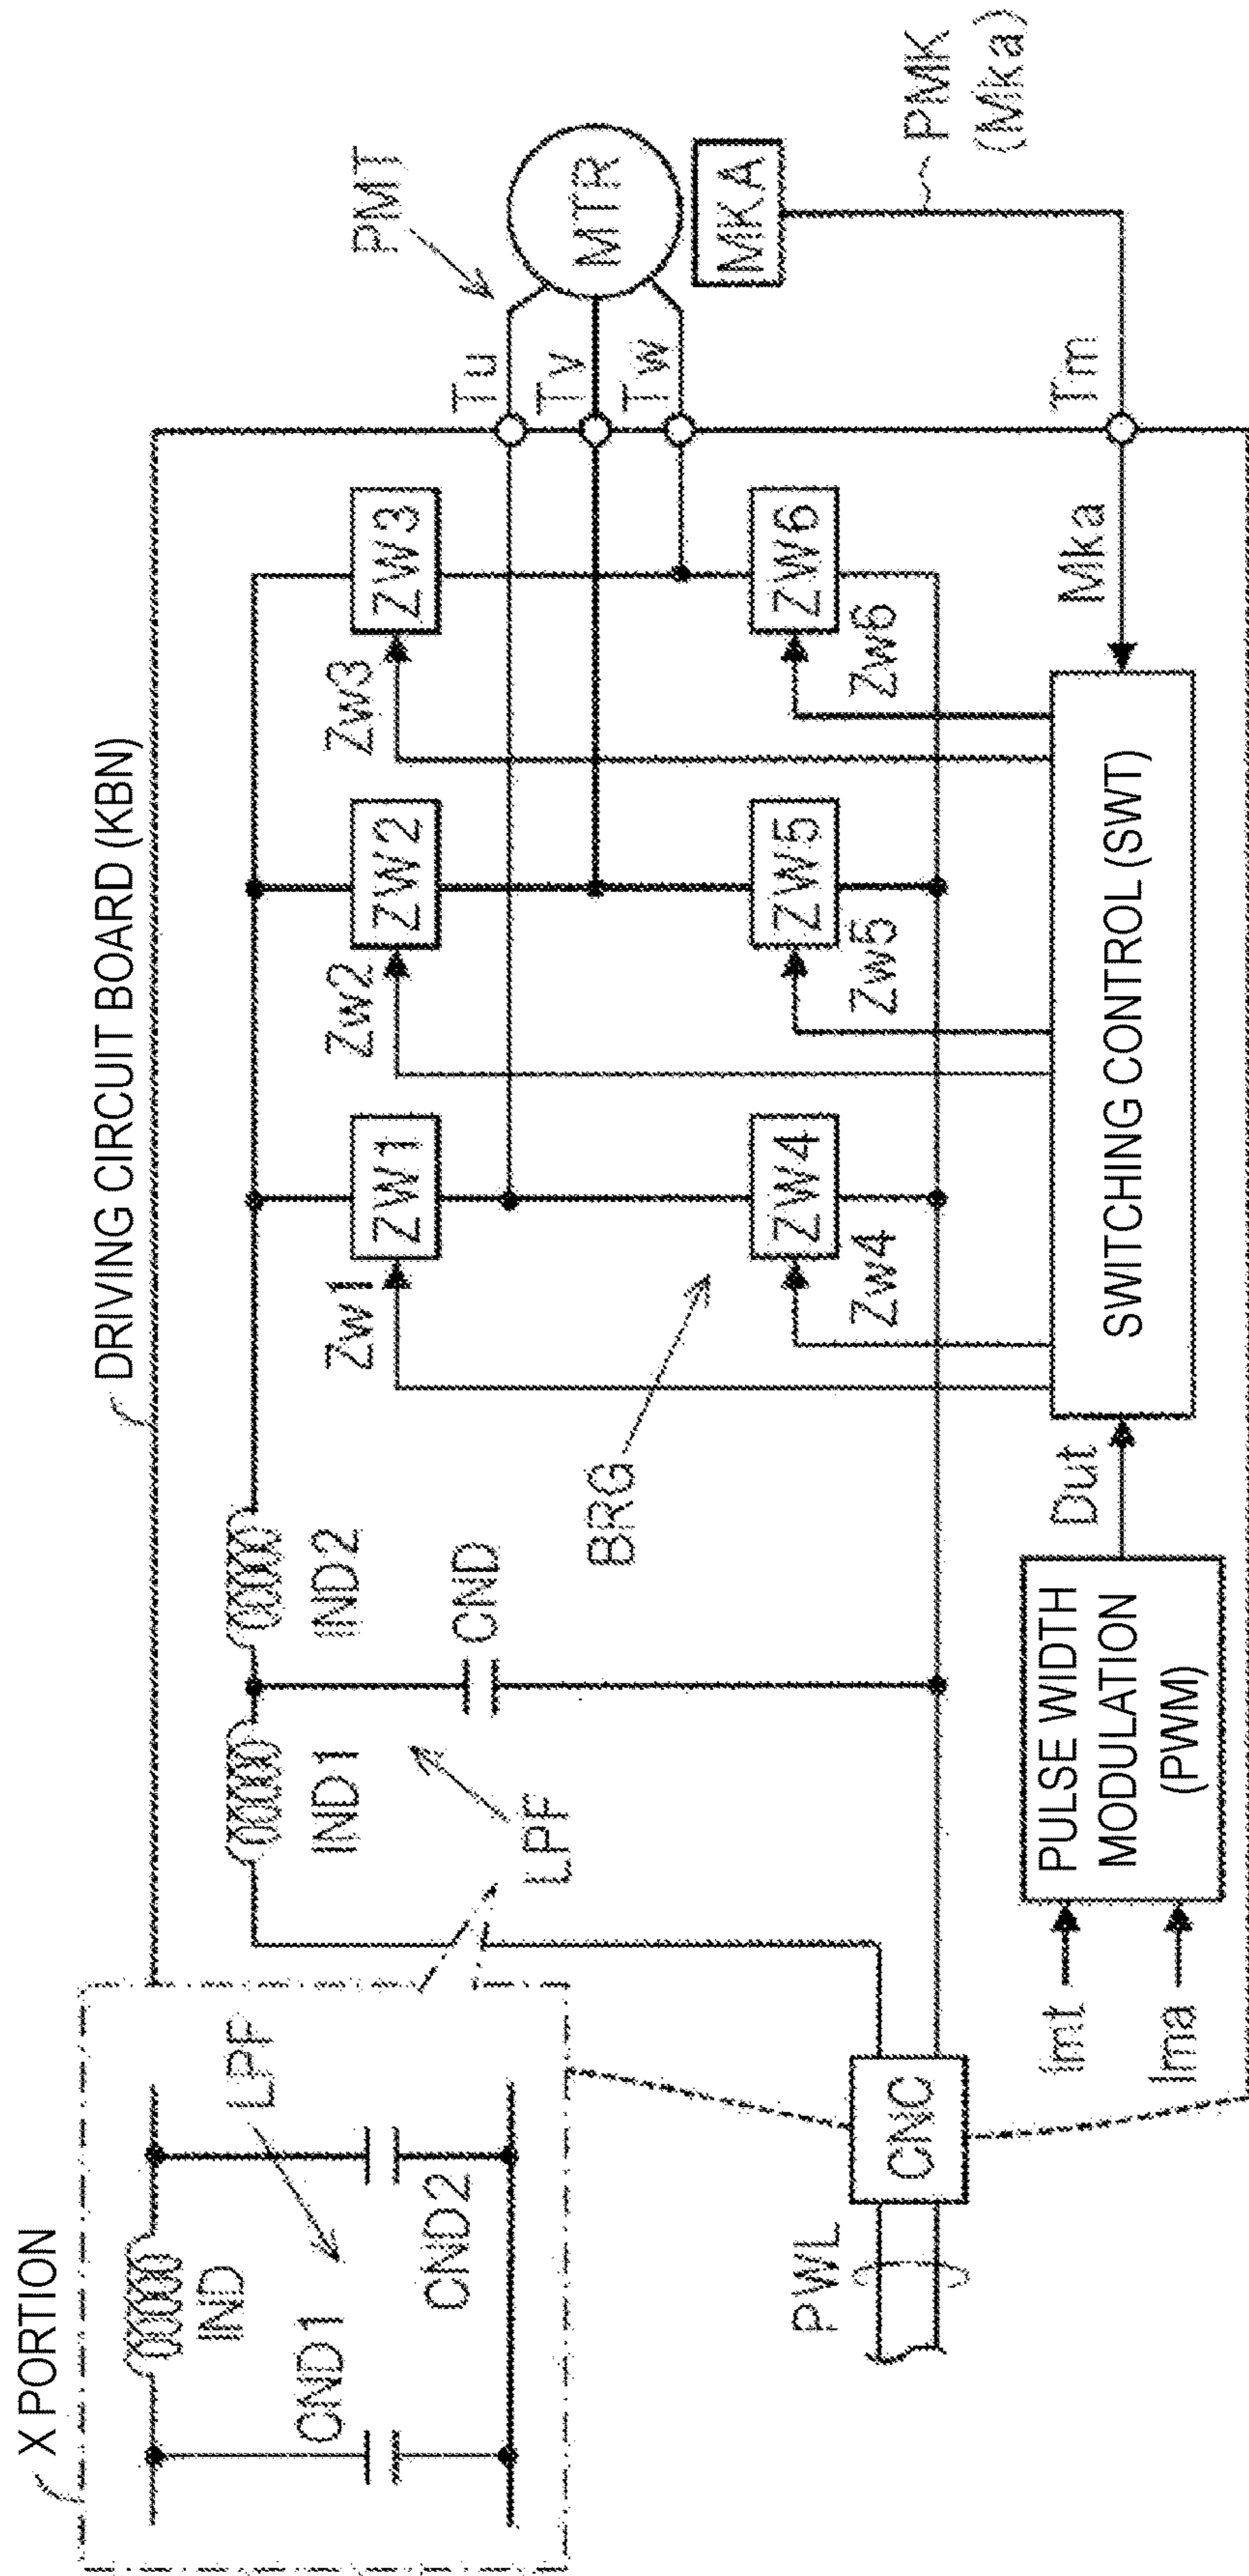 X PORTION
DRIVING CIRCUIT BOARD (KBN)
IND
LPF
CND1
CND2
LPF
IND1
IND2
CND
BRG
Zw1
ZW1
Zw2
ZW2
Zw3
ZW3
Zw4
ZW4
Zw5
ZW5
Zw6
ZW6
Tu
Tv
Tw
PMT
MTR
MKA
PMK
(Mka)
Tm
Mka
PWL
CNC
Imt
Ima
PULSE WIDTH
MODULATION
(PWM)
Dut
SWITCHING CONTROL (SWT)